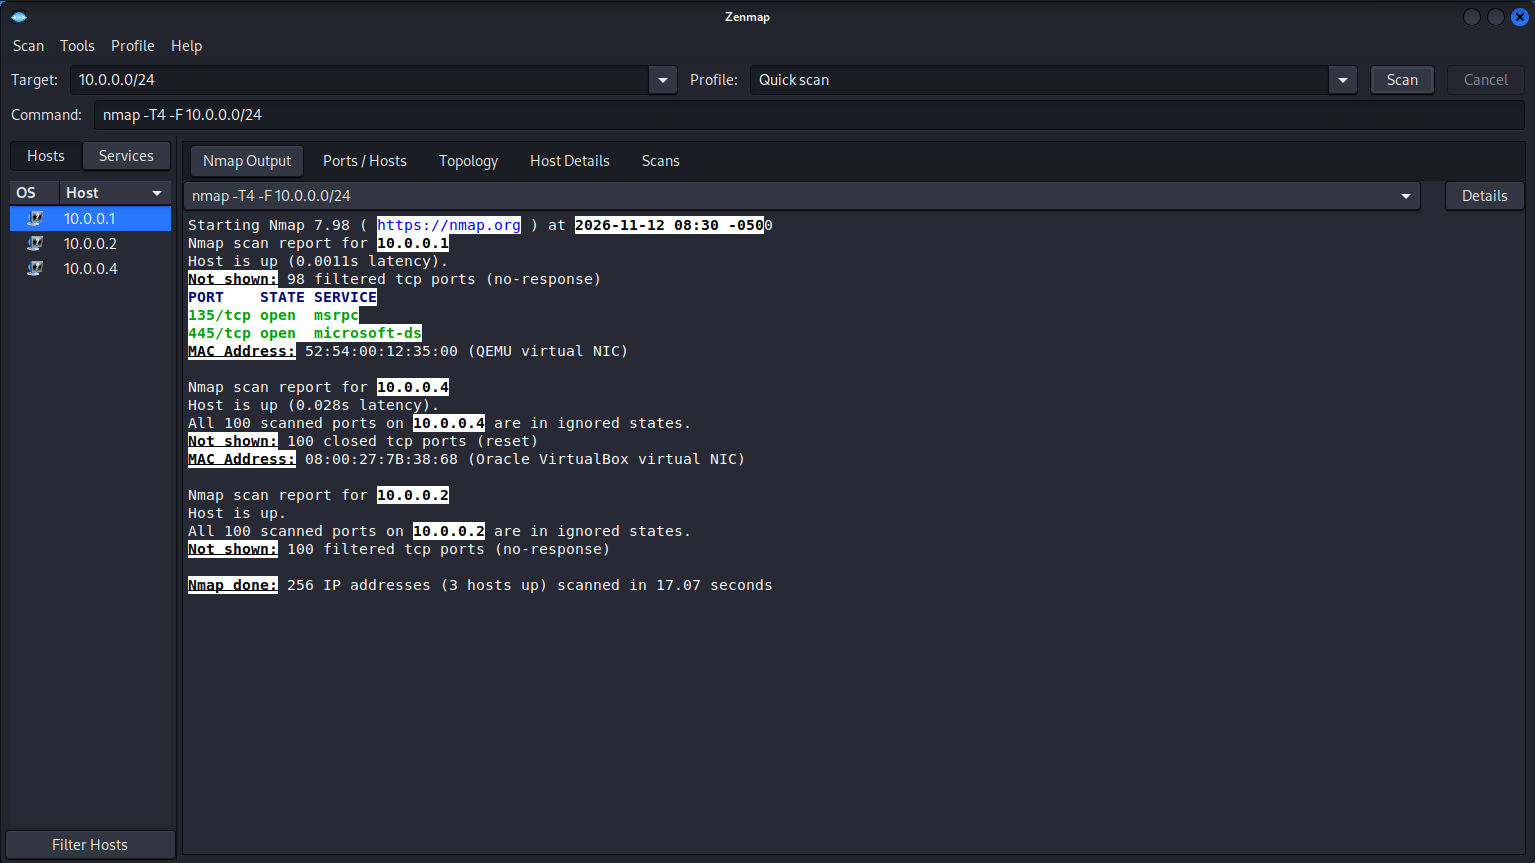 Zenmap
Scan Tools Profile Help
Target: 10.0.0.0/24 Profile: Quick scan Scan Cancel
Command: nmap -T4 -F 10.0.0.0/24
Hosts Services
OS Host
10.0.0.1
10.0.0.2
10.0.0.4
Filter Hosts
Nmap Output Ports / Hosts Topology Host Details Scans
nmap -T4 -F 10.0.0.0/24 Details
Starting Nmap 7.98 ( https://nmap.org ) at 2026-11-12 08:30 -0500
Nmap scan report for 10.0.0.1
Host is up (0.0011s latency).
Not shown: 98 filtered tcp ports (no-response)
PORT    STATE SERVICE
135/tcp open  msrpc
445/tcp open  microsoft-ds
MAC Address: 52:54:00:12:35:00 (QEMU virtual NIC)
Nmap scan report for 10.0.0.4
Host is up (0.028s latency).
All 100 scanned ports on 10.0.0.4 are in ignored states.
Not shown: 100 closed tcp ports (reset)
MAC Address: 08:00:27:7B:38:68 (Oracle VirtualBox virtual NIC)
Nmap scan report for 10.0.0.2
Host is up.
All 100 scanned ports on 10.0.0.2 are in ignored states.
Not shown: 100 filtered tcp ports (no-response)
Nmap done: 256 IP addresses (3 hosts up) scanned in 17.07 seconds